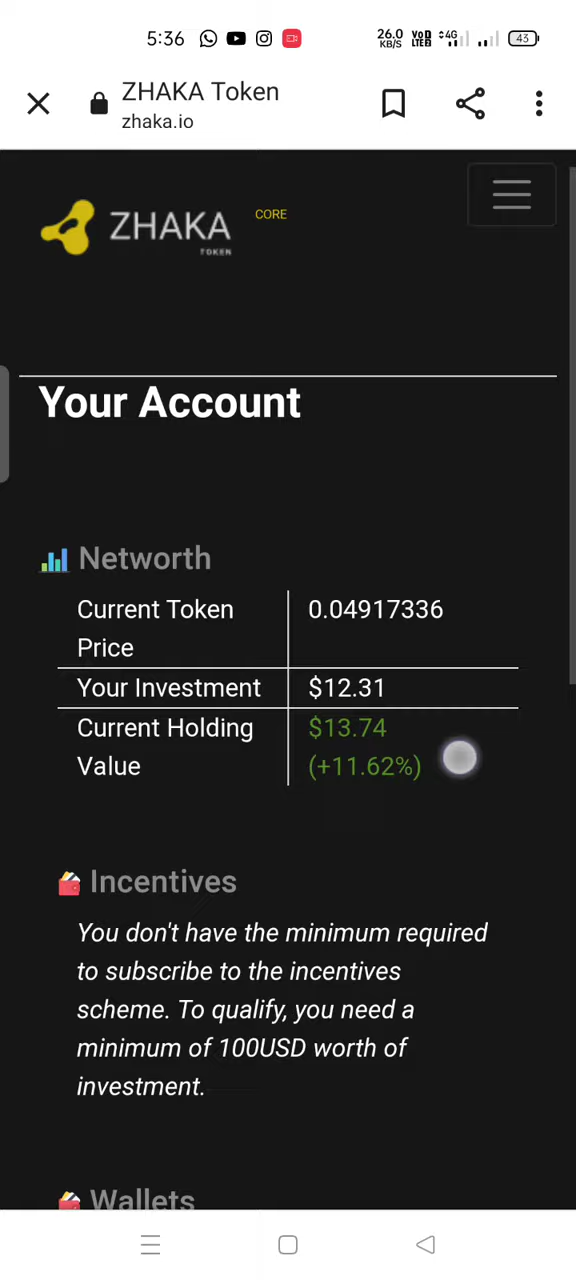 5:36 26.0 KB/S VoD LTE2 4G 43
ZHAKA Token
zhaka.io
ZHAKA CORE
TOKEN
Your Account
Networth
Current Token Price 0.04917336
Your Investment $12.31
Current Holding Value $13.74 (+11.62%)
Incentives
You don't have the minimum required
to subscribe to the incentives
scheme. To qualify, you need a
minimum of 100USD worth of
investment.
Wallets